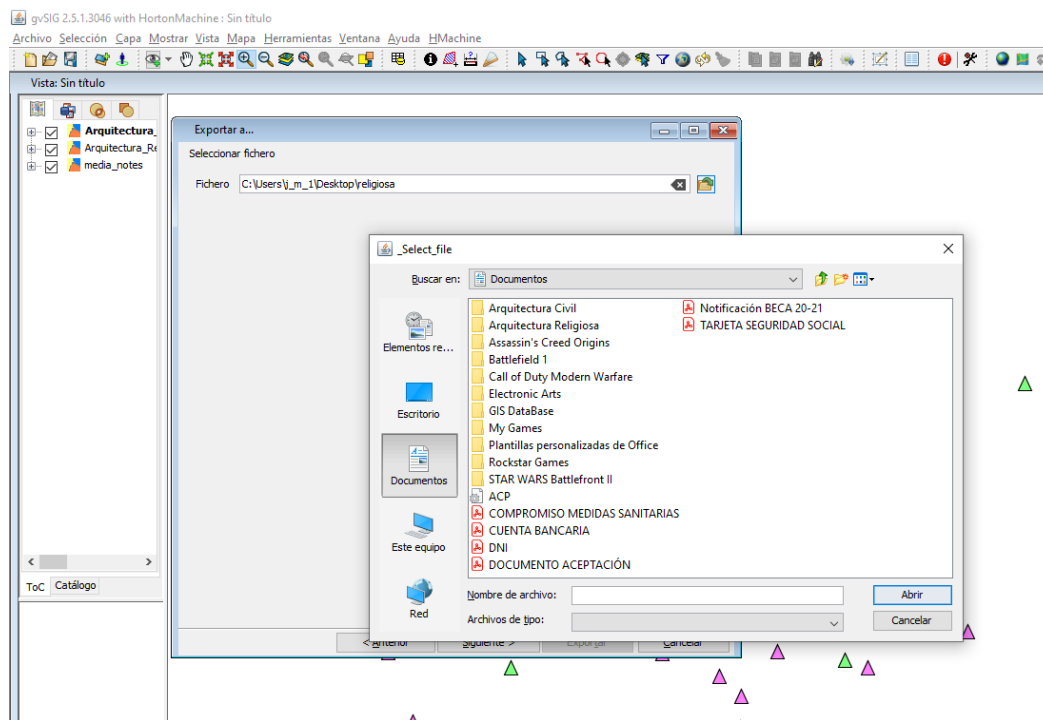 gvSIG 2.5.1.3046 with HortonMachine : Sin título
Archivo Selección Capa Mostrar Vista Mapa Herramientas Ventana Ayuda HMachine
Vista: Sin título
Arquitectura_
Arquitectura_Re
media_notes
ToC Catálogo
Exportar a...
Seleccionar fichero
Fichero C:\Users\j_m_1\Desktop\religiosa
_Select_file
Buscar en: Documentos
Elementos re...
Escritorio
Documentos
Este equipo
Red
Arquitectura Civil
Arquitectura Religiosa
Assassin's Creed Origins
Battlefield 1
Call of Duty Modern Warfare
Electronic Arts
GIS DataBase
My Games
Plantillas personalizadas de Office
Rockstar Games
STAR WARS Battlefront II
ACP
COMPROMISO MEDIDAS SANITARIAS
CUENTA BANCARIA
DNI
DOCUMENTO ACEPTACIÓN
Notificación BECA 20-21
TARJETA SEGURIDAD SOCIAL
Nombre de archivo: Abrir
Archivos de tipo: Cancelar
< Anterior Siguiente > Exportar Cancelar